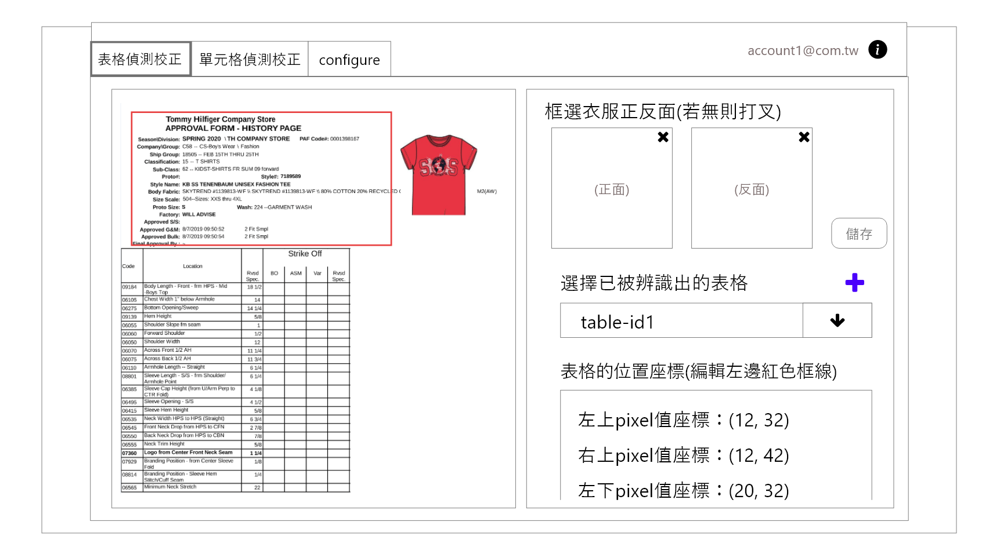 表格偵測校正
單元格偵測校正
configure
account1@com.tw
i
Tommy Hilfiger Company Store
APPROVAL FORM - HISTORY PAGE
Season\Division: SPRING 2020 \ TH COMPANY STORE PAF Code#: 0001398167
Company\Group: C58 -- CS-Boy's Wear \ Fashion
Ship Group: 18505 -- FEB 15TH THRU 25TH
Classification: 15 -- T SHIRTS
Sub-Class: 62 -- KIDST-SHIRTS FR SUM 09 forward
Proto#: Style#: 7189589
Style Name: KB SS TENENBAUM UNISEX FASHION TEE
Body Fabric: SKYTREND #1139813-WF \\ SKYTREND #1139813-WF \\ 80% COTTON 20% RECYCLED
M2(AW)
Size Scale: 504--Sizes: XXS thru 4XL
Proto Size: S Wash: 224 --GARMENT WASH
Factory: WILL ADVISE
Approved S/S:
Approved G&M: 8/7/2019 09:50:52 2 Fit Smpl
Approved Bulk: 8/7/2019 09:50:54 2 Fit Smpl
Final Approval By : ~
SOS
Strike Off
Code Location Rvsd Spec. BO ASM Var Rvsd Spec.
09184 Body Length - Front - frm HPS - Mid 18 1/2
-Boys Top
06105 Chest Width 1" below Armhole 14
06275 Bottom Opening/Sweep 14 1/4
09139 Hem Height 5/8
06055 Shoulder Slope fm seam 1
06060 Forward Shoulder 1/2
06050 Shoulder Width 12
06070 Across Front 1/2 AH 11 1/4
06075 Across Back 1/2 AH 11 3/4
06110 Armhole Length -- Straight 6 1/4
08801 Sleeve Length - S/S - frm Shoulder/ 6 1/4
Armhole Point
06385 Sleeve Cap Height (from U/Arm Perp to 4 1/8
CTR Fold)
06495 Sleeve Opening - S/S 4 1/2
06415 Sleeve Hem Height 5/8
06535 Neck Width HPS to HPS (Straight) 6 3/4
06545 Front Neck Drop from HPS to CFN 2 7/8
06550 Back Neck Drop from HPS to CBN 7/8
06555 Neck Trim Height 5/8
07360 Logo from Center Front Neck Seam 1 1/4
07929 Branding Position - from Center Sleeve 1/8
Fold
08814 Branding Position - Sleeve Hem 1/4
Stitch/Cuff Seam
06565 Minimum Neck Stretch 22
框選衣服正反面(若無則打叉)
(正面)
(反面)
儲存
選擇已被辨識出的表格
table-id1
表格的位置座標(編輯左邊紅色框線)
左上pixel值座標：(12, 32)
右上pixel值座標：(12, 42)
左下pixel值座標：(20, 32)